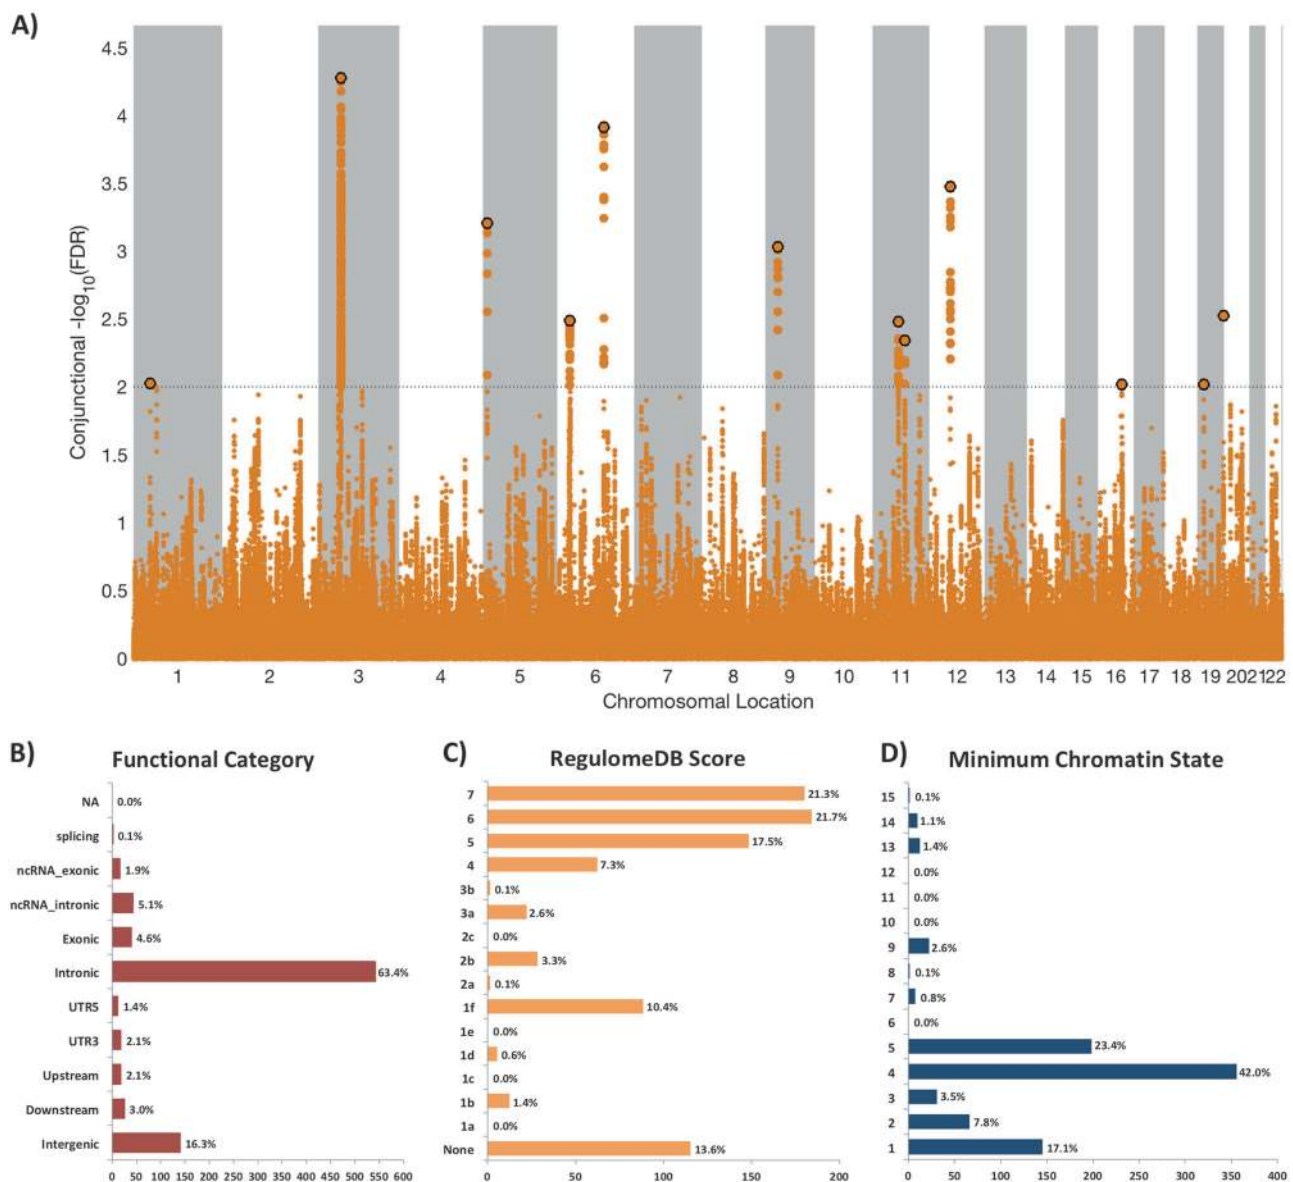 A)
4.5
4
3.5
3
2.5
2
1.5
1
0.5
0
Conjunctional -log10(FDR)
1 2 3 4 5 6 7 8 9 10 11 12 13 14 15 16 17 18 19 20 21 22
Chromosomal Location
B)
Functional Category
NA 0.0%
splicing 0.1%
ncRNA_exonic 1.9%
ncRNA_intronic 5.1%
Exonic 4.6%
Intronic 63.4%
UTR5 1.4%
UTR3 2.1%
Upstream 2.1%
Downstream 3.0%
Intergenic 16.3%
0 50 100 150 200 250 300 350 400 450 500 550 600
C)
RegulomeDB Score
7 21.3%
6 21.7%
5 17.5%
4 7.3%
3b 0.1%
3a 2.6%
2c 0.0%
2b 3.3%
2a 0.1%
1f 10.4%
1e 0.0%
1d 0.6%
1c 0.0%
1b 1.4%
1a 0.0%
None 13.6%
0 50 100 150 200
D)
Minimum Chromatin State
15 0.1%
14 1.1%
13 1.4%
12 0.0%
11 0.0%
10 0.0%
9 2.6%
8 0.1%
7 0.8%
6 0.0%
5 23.4%
4 42.0%
3 3.5%
2 7.8%
1 17.1%
0 50 100 150 200 250 300 350 400